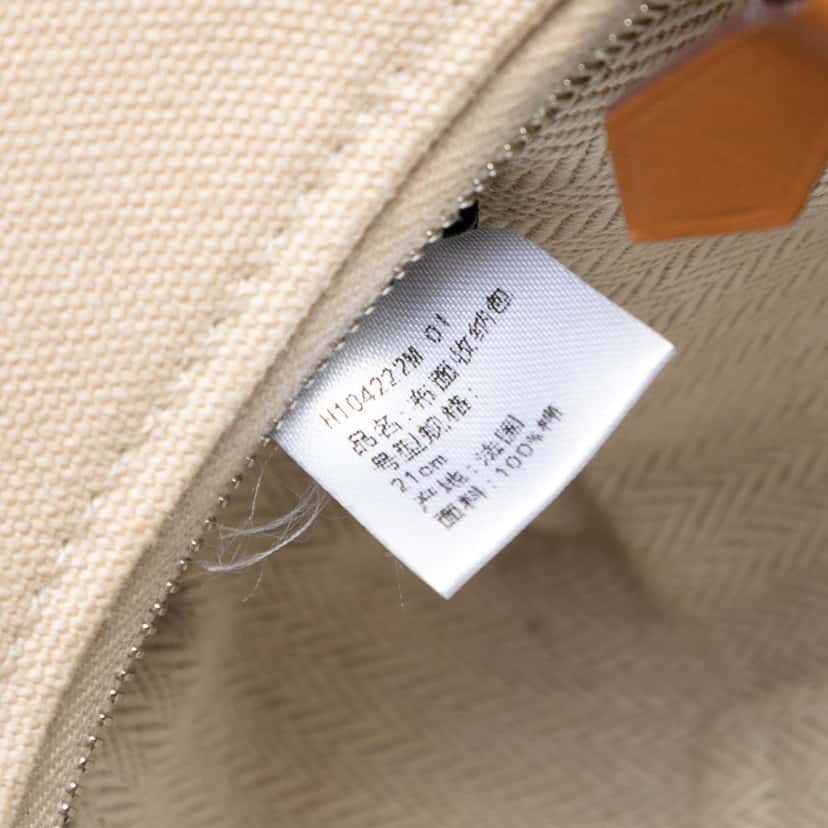 H104222M 01
品名：布面收纳包
号型规格：
21cm
产地：法国
面料：100%棉